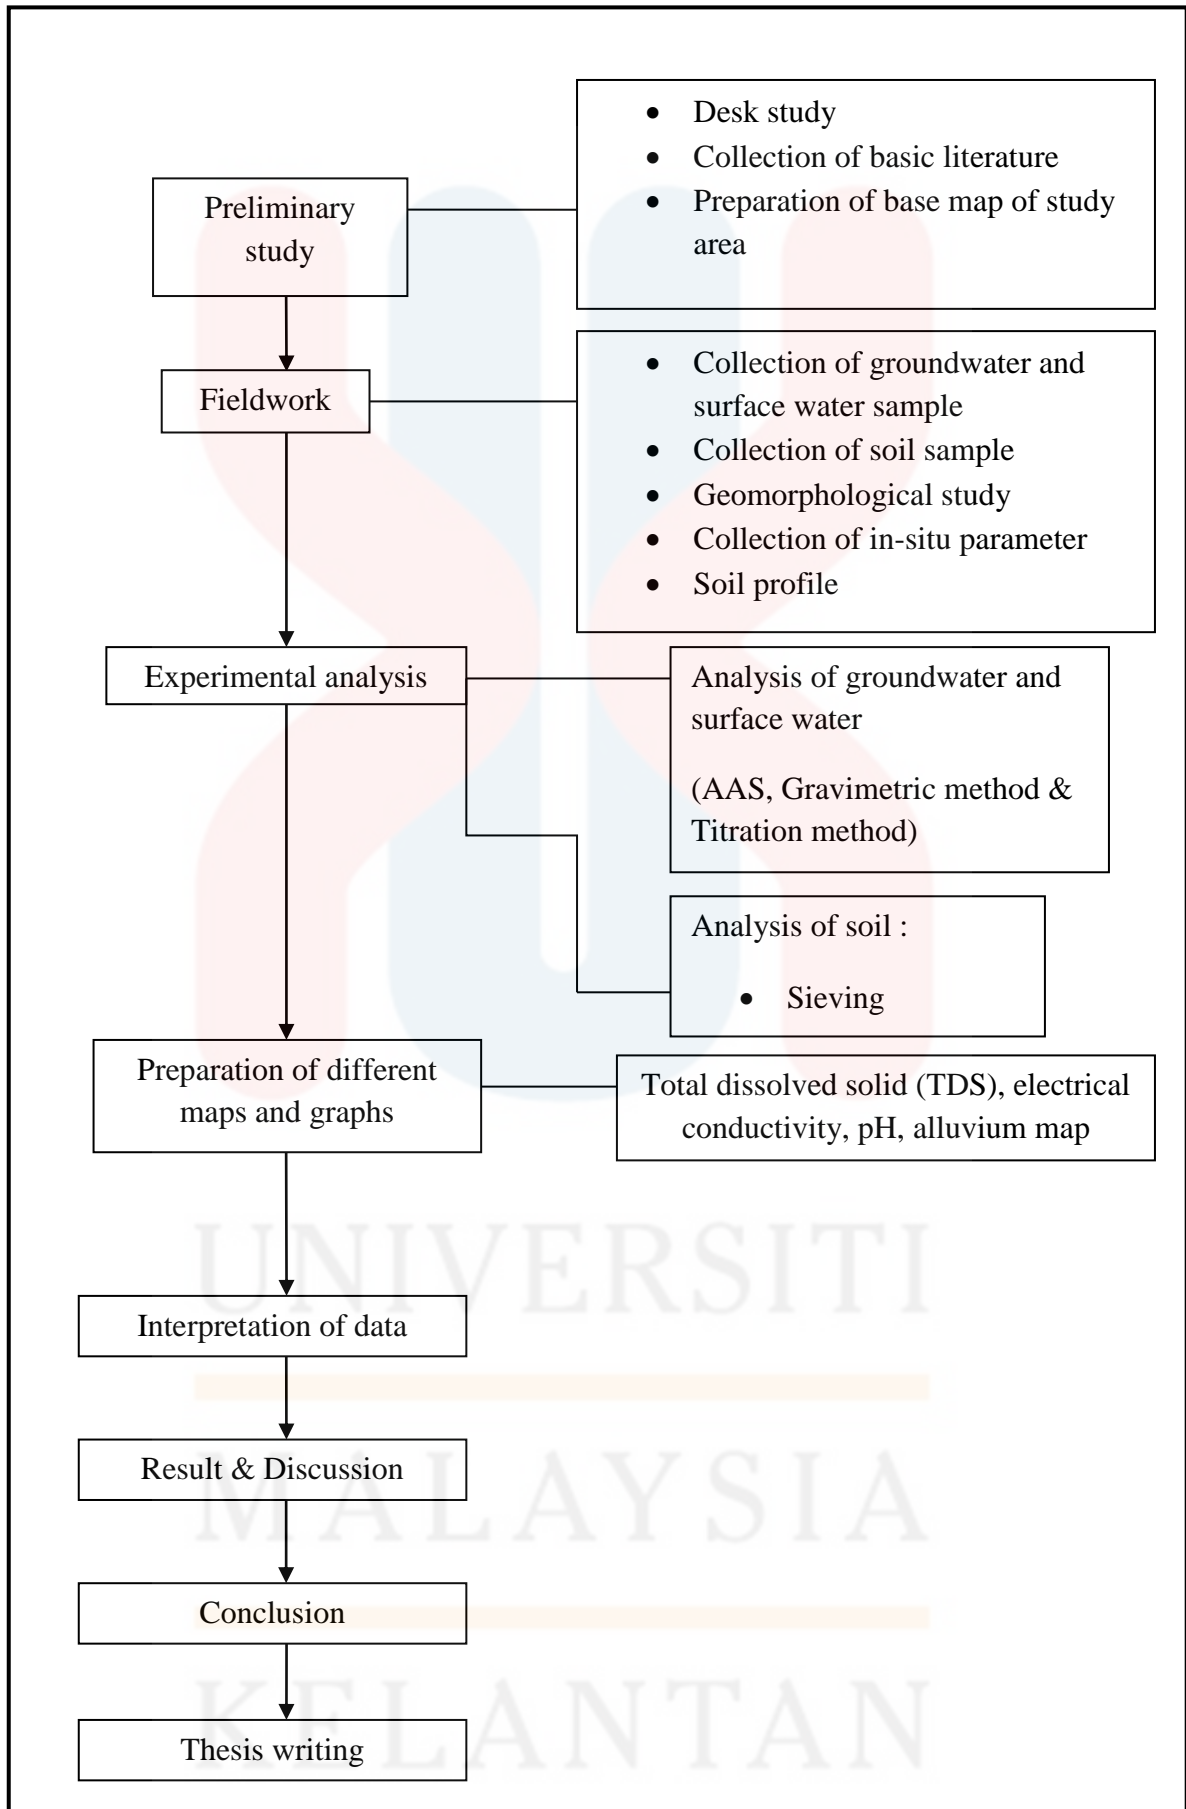 Preliminary
study
• Desk study
• Collection of basic literature
• Preparation of base map of study
area
Fieldwork
• Collection of groundwater and
surface water sample
• Collection of soil sample
• Geomorphological study
• Collection of in-situ parameter
• Soil profile
Experimental analysis
Analysis of groundwater and
surface water
(AAS, Gravimetric method &
Titration method)
Analysis of soil :
• Sieving
Preparation of different
maps and graphs
Total dissolved solid (TDS), electrical
conductivity, pH, alluvium map
UNIVERSITI
Interpretation of data
Result & Discussion
MALAYSIA
Conclusion
KELANTAN
Thesis writing